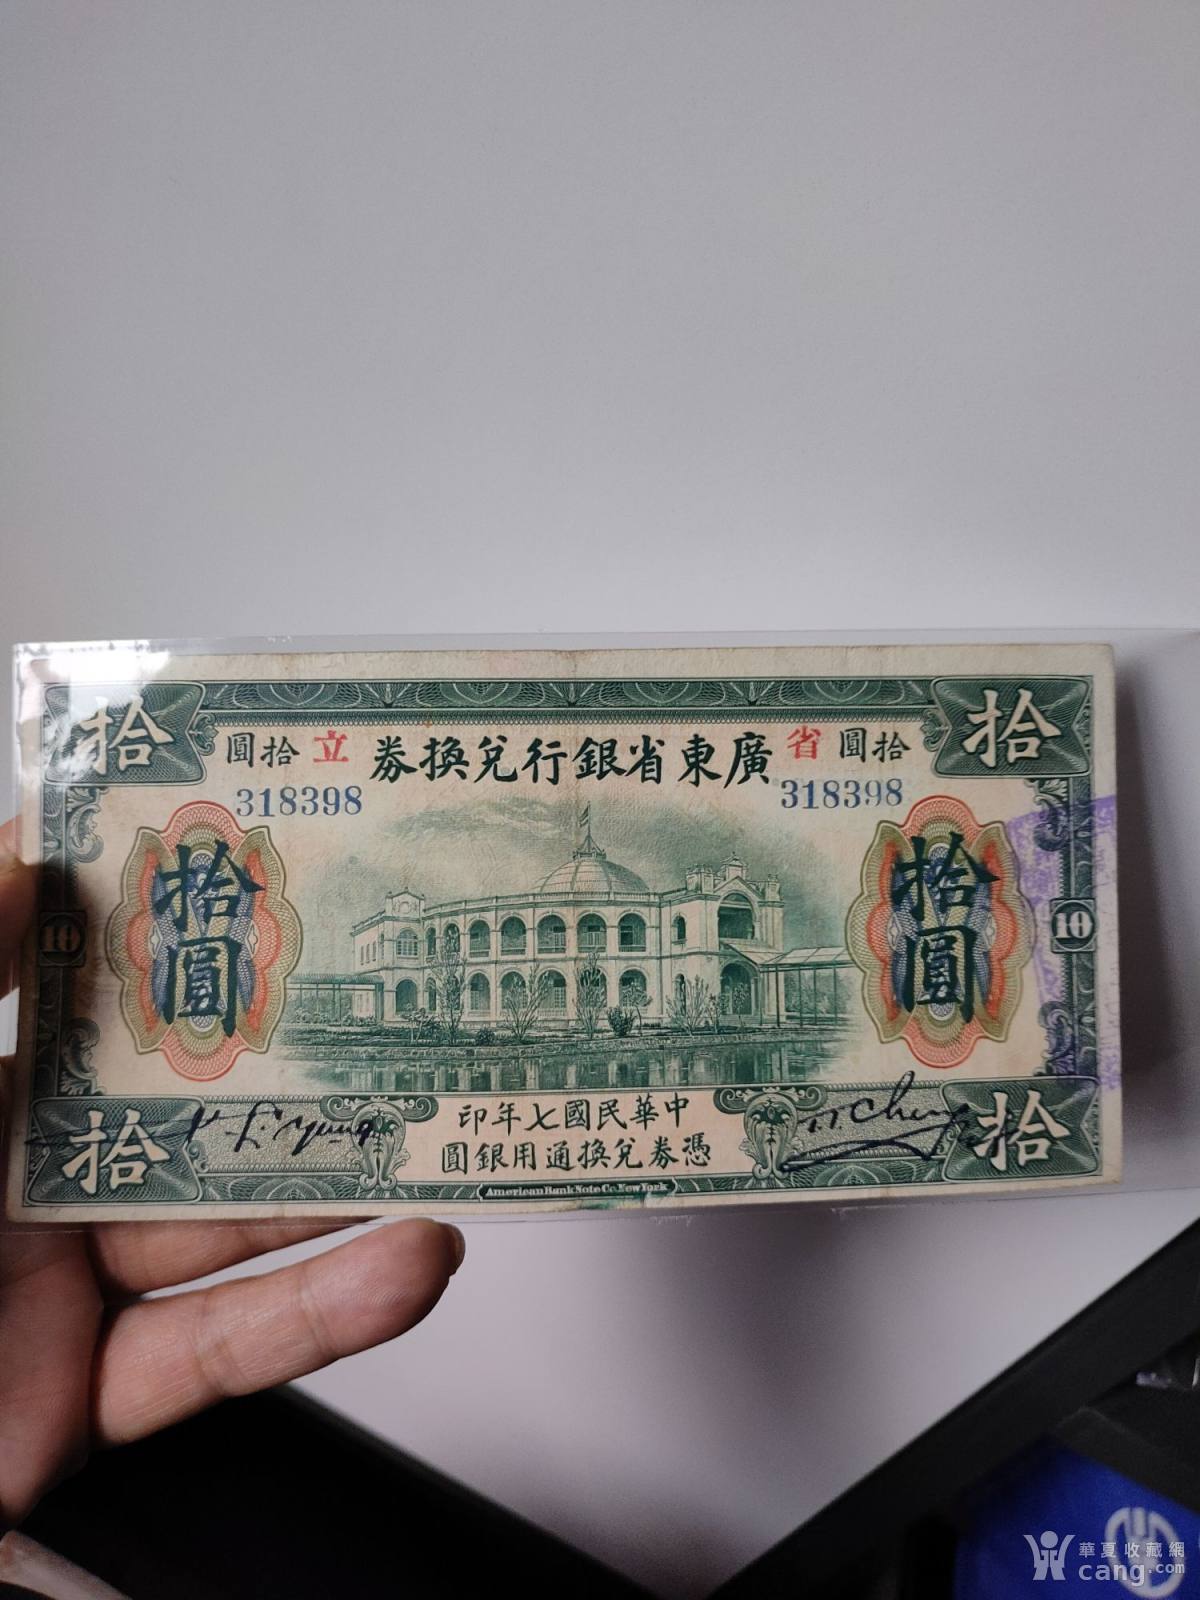 拾
拾
拾圓 省 廣東省銀行兌換券 立 拾圓
318398
318398
拾圓
拾圓
10
10
中華民國七年印
憑券兌換通用銀圓
拾
拾
American Bank Note Co. New York
華夏收藏網
cang.com